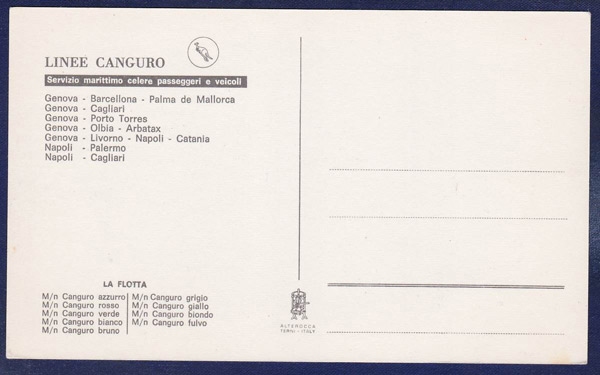 LINEE CANGURO
Servizio marittimo celere passeggeri e veicoli
Genova - Barcellona - Palma de Mallorca
Genova - Cagliari
Genova - Porto Torres
Genova - Olbia - Arbatax
Genova - Livorno - Napoli - Catania
Napoli - Palermo
Napoli - Cagliari
LA FLOTTA
M/n Canguro azzurro
M/n Canguro rosso
M/n Canguro verde
M/n Canguro bianco
M/n Canguro bruno
M/n Canguro grigio
M/n Canguro giallo
M/n Canguro biondo
M/n Canguro fulvo
ALTEROCCA
TERNI - ITALY